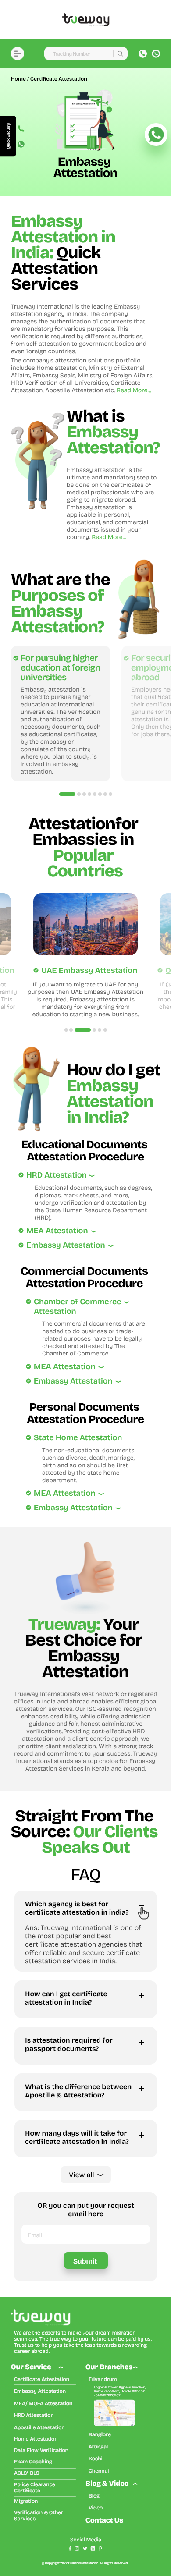 trueway
Tracking Number
Home / Certificate Attestation
Quick Enquiry
Embassy
Attestation
Embassy
Attestation in
India: Quick
Attestation
Services
Trueway International is the leading Embassy
attestation agency in India. The company
manages the authentication of documents that
are mandatory for various purposes. This
verification is required by different authorities,
from self-attestation to government bodies and
even foreign countries.
The company's attestation solutions portfolio
includes Home attestation, Ministry of External
Affairs, Embassy Seals, Ministry of Foreign Affairs,
HRD Verification of all Universities, Certificate
Attestation, Apostille Attestation etc. Read More...
What is
Embassy
Attestation?
Embassy attestation is the
ultimate and mandatory step to
be done on the certificates of
medical professionals who are
going to migrate abroad.
Embassy attestation is
applicable in personal,
educational, and commercial
documents issued in your
country. Read More...
What are the
Purposes of
Embassy
Attestation?
For pursuing higher
education at foreign
universities
Embassy attestation is
needed to pursue higher
education at international
universities. The verification
and authentication of
necessary documents, such
as educational certificates,
by the embassy or
consulate of the country
where you plan to study, is
involved in embassy
attestation.
For securi
employme
abroad
Employers nee
that qualificati
their certificat
genuine for th
attestation is r
Only then they
for jobs there.
Attestationfor
Embassies in
Popular
Countries
UAE Embassy Attestation
If you want to migrate to UAE for any
purposes then UAE Embassy Attestation
is required. Embassy attestation is
mandatory for everything from
education to starting a new business.
How do I get
Embassy
Attestation
in India?
Educational Documents
Attestation Procedure
HRD Attestation
Educational documents, such as degrees,
diplomas, mark sheets, and more,
undergo verification and attestation by
the State Human Resource Department
(HRD).
MEA Attestation
Embassy Attestation
Commercial Documents
Attestation Procedure
Chamber of Commerce
Attestation
The commercial documents that are
needed to do business or trade-
related purposes have to be legally
checked and attested by The
Chamber of Commerce.
MEA Attestation
Embassy Attestation
Personal Documents
Attestation Procedure
State Home Attestation
The non-educational documents
such as divorce, death, marriage,
birth and so on should be first
attested by the state home
department.
MEA Attestation
Embassy Attestation
Trueway: Your
Best Choice for
Embassy
Attestation
Trueway International's vast network of registered
offices in India and abroad ensures efficient global
attestation services. Our ISO-assured recognition
enhances credibility while offering admission
guidance and fair, honest administrative
verificationets.Providing cost-effective HRD
attestation and a client-centric approach, we
prioritize client satisfaction. With a strong track
record and commitment to your success, Trueway
International stands as a top choice for Embassy
Attestation Services in Kerala and beyond.
Straight From The
Source: Our Clients
Speaks Out
FAQ
Which agency is best for
certificate attestation in India?
Ans: Trueway International is one of
the most popular and best
certificate attestation agencies that
offer reliable and secure certificate
attestation services in India.
How can I get certificate
attestation in India?
Is attestation required for
passport documents?
What is the difference between
Apostille & Attestation?
How many days will it take for
certificate attestation in India?
View all
OR you can put your request
email here
Email
Submit
trueway
We are the experts to make your dream migration
seamless. The true way to your future can be paid by us.
Trust us to help you take the leap towards a rewarding
career abroad.
Our Service
Certificate Attestation
Embassy Attestation
MEA/ MOFA Attestation
HRD Attestation
Apostille Attestation
Home Attestation
Data Flow Verification
Exam Coaching
ACLD, BLS
Police Clearance
Certificate
Migration
Verification & Other
Services
Our Branches
Trivandrum
Banglore
Attingal
Kochi
Chennai
Blog & Video
Blog
Video
Contact Us
Social Media